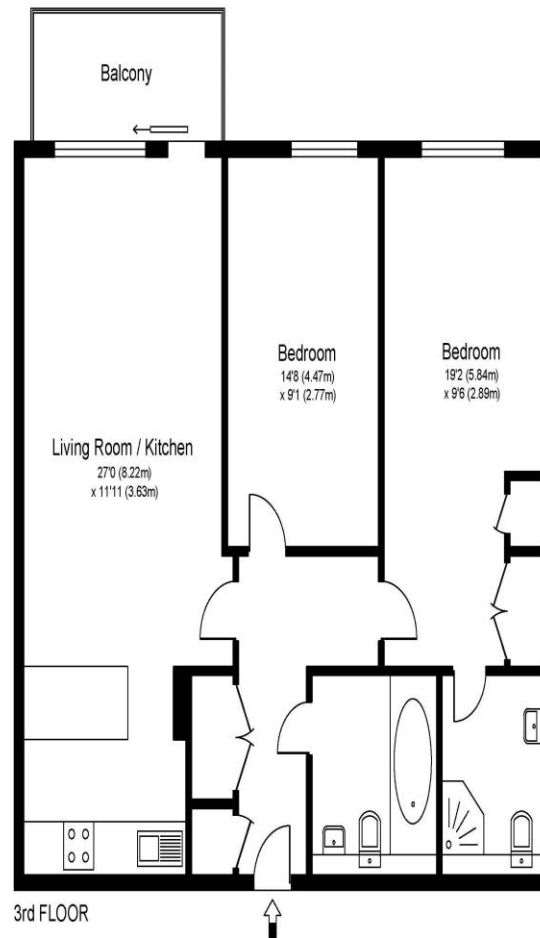 Balcony
Bedroom
14'8 (4.47m)
x 9'1 (2.77m)
Bedroom
19'2 (5.84m)
x 9'6 (2.89m)
Living Room / Kitchen
27'0 (8.22m)
x 11'11 (3.63m)
3rd FLOOR